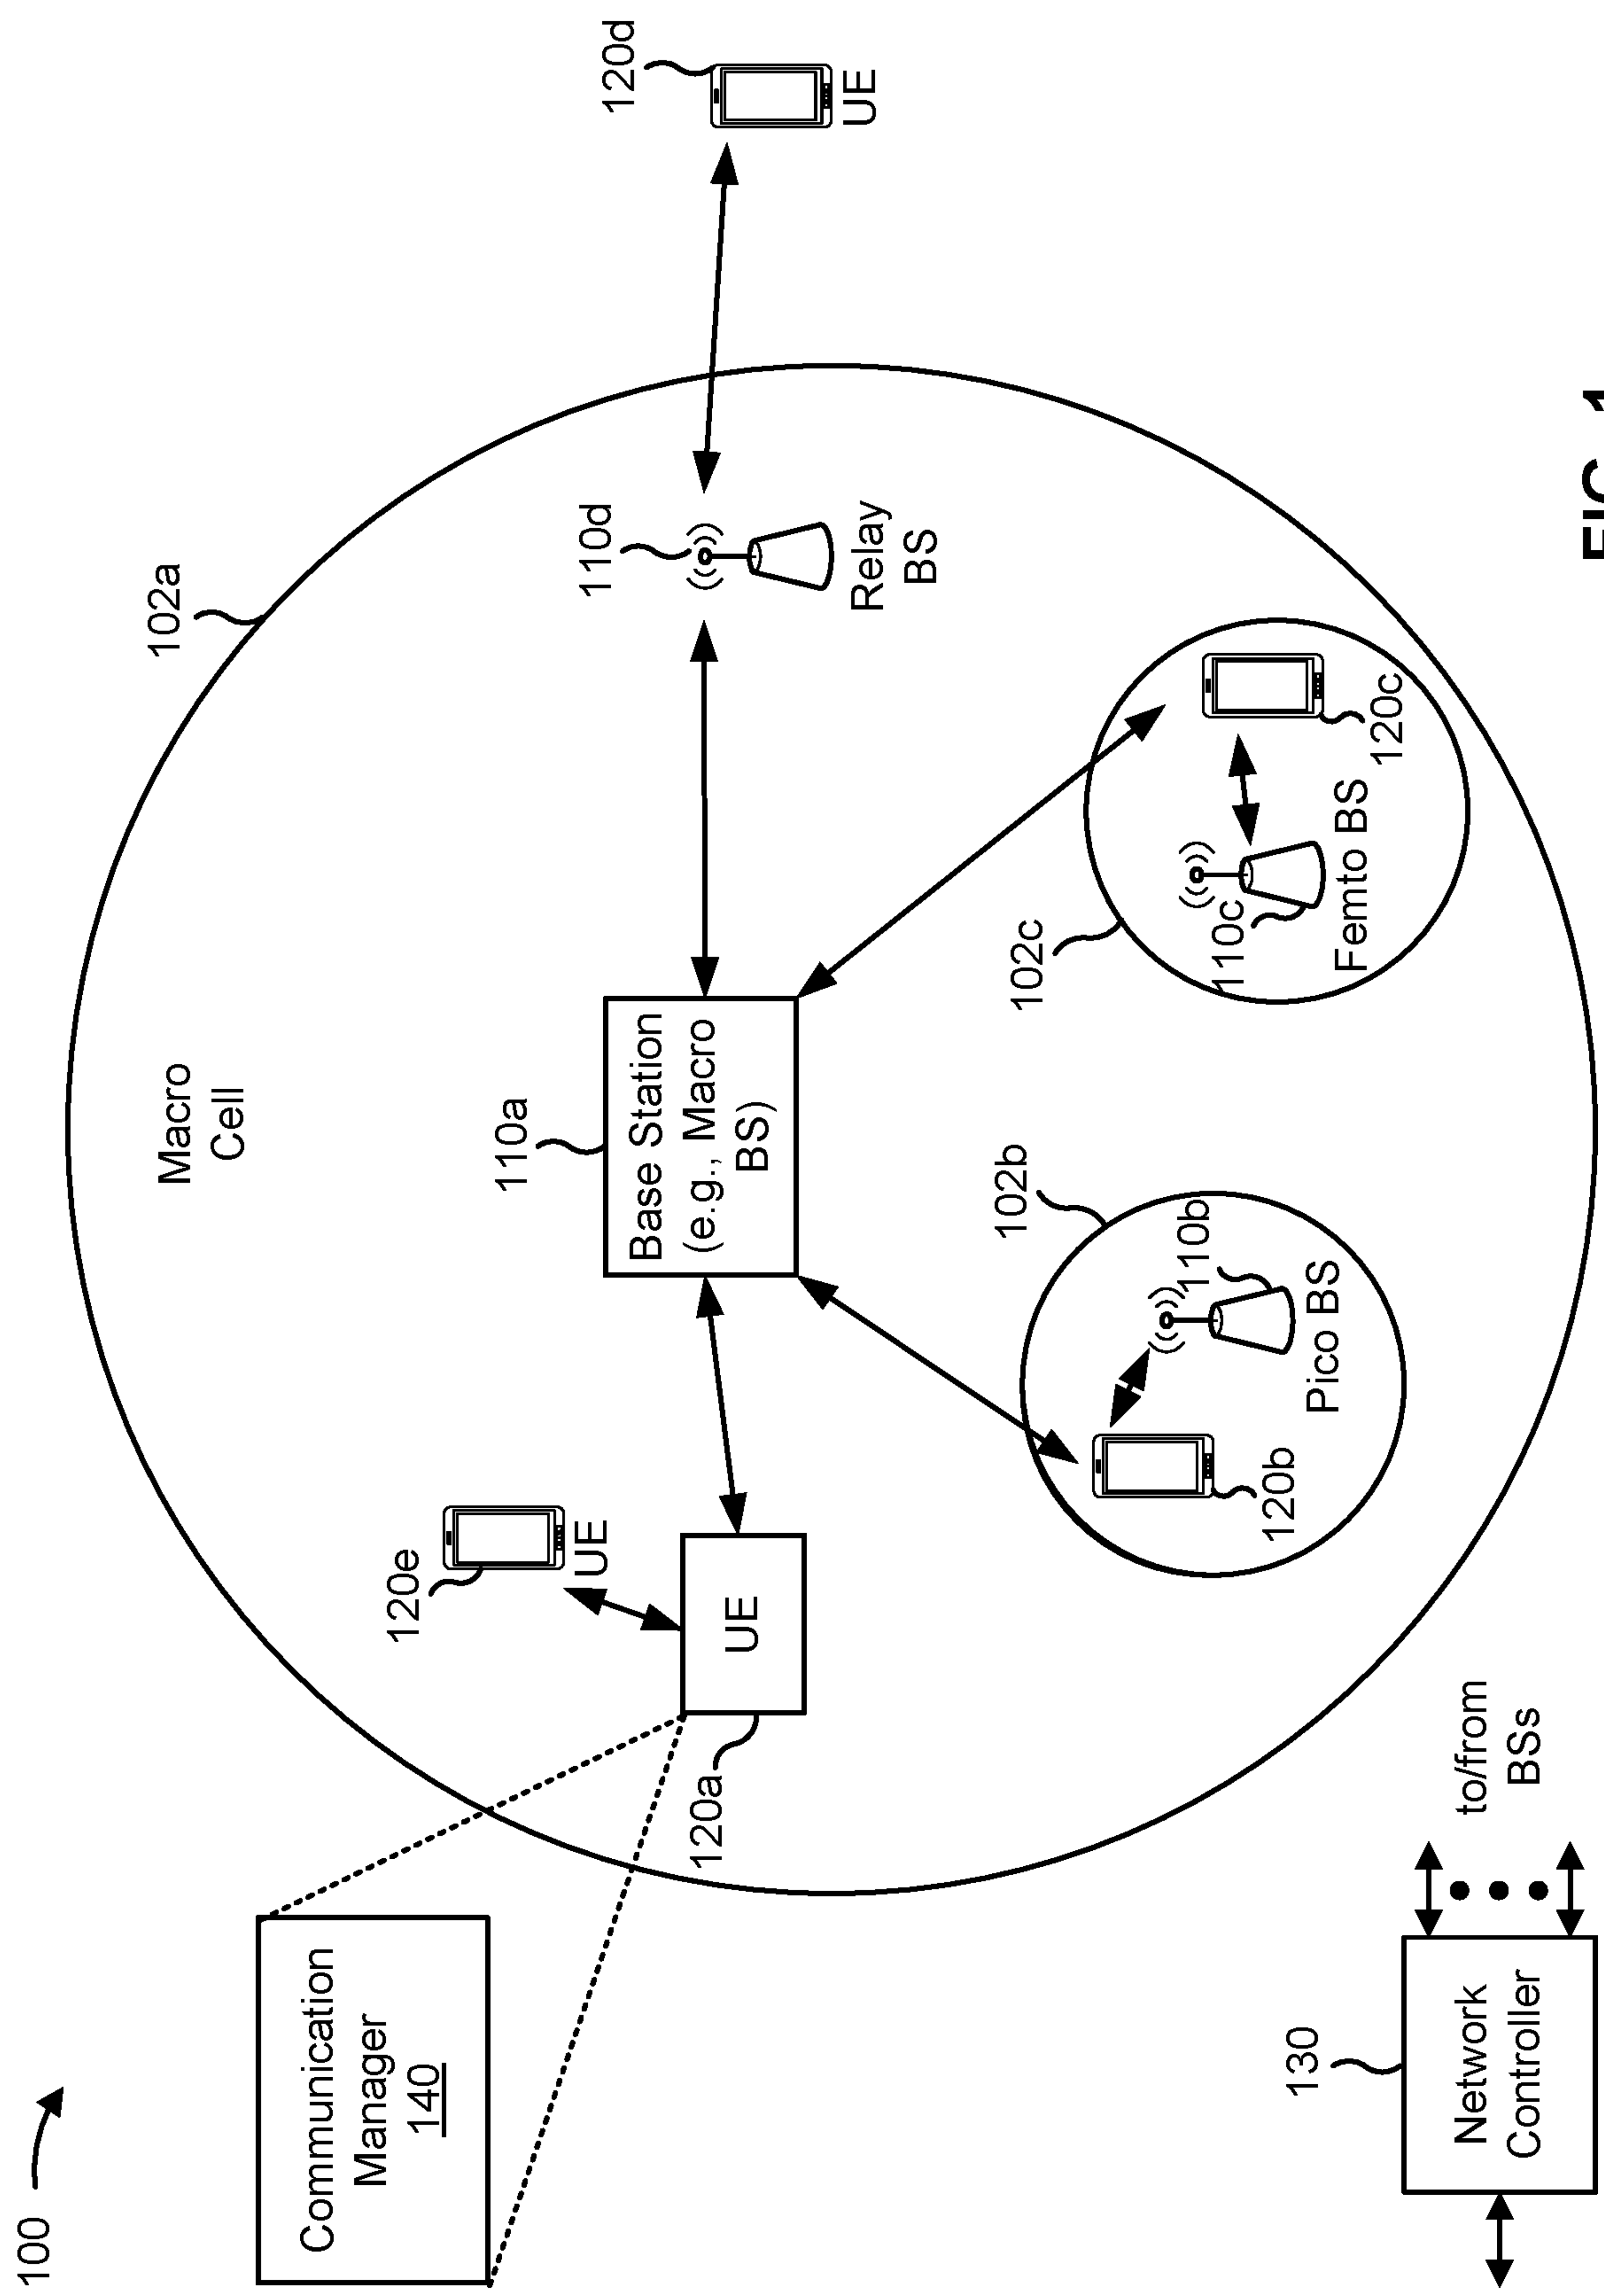 100
Communication
Manager
140
102a
Macro
Cell
120e
UE
UE
120a
110a
Base Station
(e.g., Macro
BS)
110d
Relay
BS
120d
UE
102b
110b
Pico BS
120b
102c
110c
Femto BS
120c
130
Network
Controller
to/from
BSs
FIG. 1